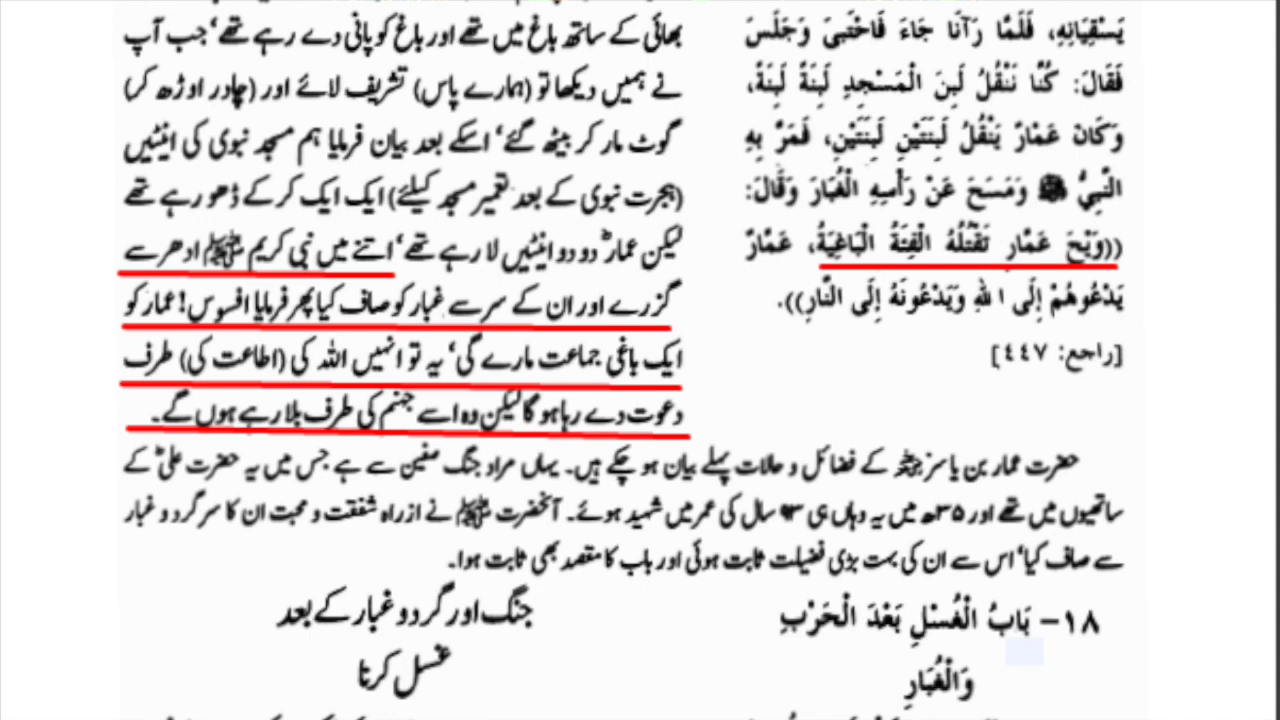 يَسْقِيَانِهِ، فَلَمَّا رَآنَا جَاءَ فَاحْتَبَى وَجَلَسَ
فَقَالَ: كُنَّا نَنْقُلُ لَبِنَ الْمَسْجِدِ لَبِنَةً لَبِنَةً،
وَكَانَ عَمَّارٌ يَنْقُلُ لَبِنَتَيْنِ لَبِنَتَيْنِ، فَمَرَّ بِهِ
النَّبِيُّ ﷺ وَمَسَحَ عَنْ رَأْسِهِ الْغُبَارَ وَقَالَ:
((وَيْحَ عَمَّارٍ تَقْتُلُهُ الْفِئَةُ الْبَاغِيَةُ، عَمَّارٌ
يَدْعُوهُمْ إِلَى اللهِ وَيَدْعُونَهُ إِلَى النَّارِ)).
[راجع: ٤٤٧]
بھائی کے ساتھ باغ میں تھے اور باغ کو پانی دے رہے تھے‘ جب آپ
نے ہمیں دیکھا تو (ہمارے پاس) تشریف لائے اور (چادر اوڑھ کر)
گوٹ مار کر بیٹھ گئے‘ اسکے بعد بیان فرمایا ہم مسجد نبوی کی اینٹیں
(ہجرت نبوی کے بعد تعمیر مسجد کیلئے) ایک ایک کر کے ڈھو رہے تھے
لیکن عمارؓ دو دو اینٹیں لا رہے تھے‘ اتنے میں نبی کریم ﷺ ادھر سے
گزرے اور ان کے سر سے غبار کو صاف کیا پھر فرمایا افسوس! عمار کو
ایک باغی جماعت مارے گی‘ یہ تو انہیں اللہ کی (اطاعت کی) طرف
دعوت دے رہا ہو گا لیکن وہ اسے جہنم کی طرف بلا رہے ہوں گے۔
حضرت عمار بن یاسر رضی اللہ عنہ کے فضائل و حالات پہلے بیان ہو چکے ہیں۔ یہاں مراد جنگ صفین سے ہے جس میں یہ حضرت علیؓ کے
ساتھیوں میں تھے اور ۳۵ھ میں یہ وہاں ہی ۹۳ سال کی عمر میں شہید ہوئے۔ آنحضرت ﷺ نے ازراہ شفقت و محبت ان کا سر گرد و غبار
سے صاف کیا‘ اس سے ان کی بہت بڑی فضیلت ثابت ہوئی اور باب کا مقصد بھی ثابت ہوا۔
١٨- بَابُ الْغُسْلِ بَعْدَ الْحَرْبِ
وَالْغُبَارِ
جنگ اور گرد و غبار کے بعد
غسل کرنا